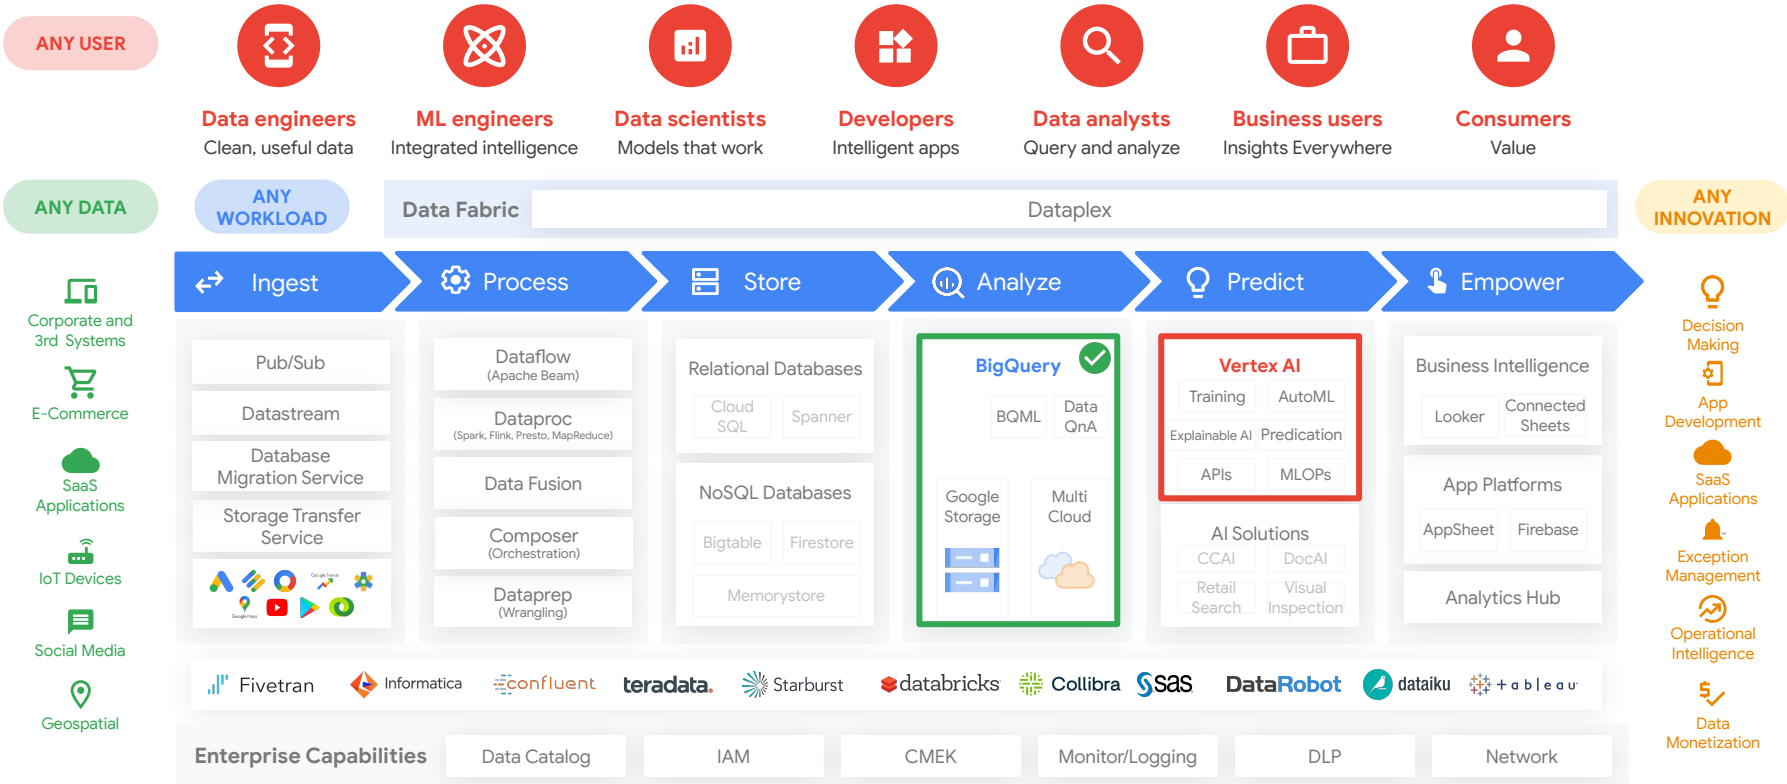 ANY USER
Data engineers
Clean, useful data
ML engineers
Integrated intelligence
Data scientists
Models that work
Developers
Intelligent apps
Data analysts
Query and analyze
Business users
Insights Everywhere
Consumers
Value
ANY DATA
ANY
WORKLOAD
Data Fabric
Dataplex
ANY
INNOVATION
Ingest
Process
Store
Analyze
Predict
Empower
Corporate and
3rd Systems
E-Commerce
SaaS
Applications
IoT Devices
Social Media
Geospatial
Pub/Sub
Datastream
Database
Migration Service
Storage Transfer
Service
Google Trends
Google Maps
Dataflow
(Apache Beam)
Dataproc
(Spark, Flink, Presto, MapReduce)
Data Fusion
Composer
(Orchestration)
Dataprep
(Wrangling)
Relational Databases
Cloud
SQL
Spanner
NoSQL Databases
Bigtable
Firestore
Memorystore
BigQuery
BQML
Data
QnA
Google
Storage
Multi
Cloud
Vertex AI
Training
AutoML
Explainable AI
Predication
APIs
MLOPs
AI Solutions
CCAI
DocAI
Retail
Search
Visual
Inspection
Business Intelligence
Looker
Connected
Sheets
App Platforms
AppSheet
Firebase
Analytics Hub
Decision
Making
App
Development
SaaS
Applications
Exception
Management
Operational
Intelligence
Data
Monetization
Fivetran
Informatica
confluent
teradata.
Starburst
databricks
Collibra
SAS
DataRobot
dataiku
+ableau
Enterprise Capabilities
Data Catalog
IAM
CMEK
Monitor/Logging
DLP
Network